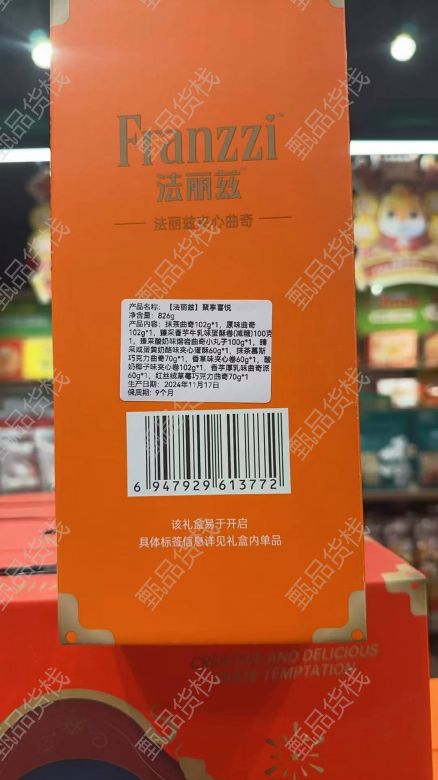 Franzzi
法丽兹
法丽兹夹心曲奇
产品名称：【法丽兹】聚享喜悦
净含量：826g
产品内容：抹茶曲奇102g*1，原味曲奇
102g*1，臻采香芋牛乳味蛋酥卷(减糖)100克
*1，臻采酸奶味熔岩曲奇小丸子100g*1，臻
采咸蛋黄奶酪味夹心蛋酥60g*1，抹茶慕斯
巧克力曲奇70g*1，香草味夹心卷60g*1，酸
奶椰子味夹心卷102g*1，香芋厚乳味曲奇派
60g*1，红丝绒草莓巧克力曲奇70g*1
生产日期：2024年11月17日
保质期：9个月
6 947929 613772
该礼盒易于开启
具体标签信息详见礼盒内单品
CREATIVE AND DELICIOUS
TASTE TEMPTATION
甄品货栈